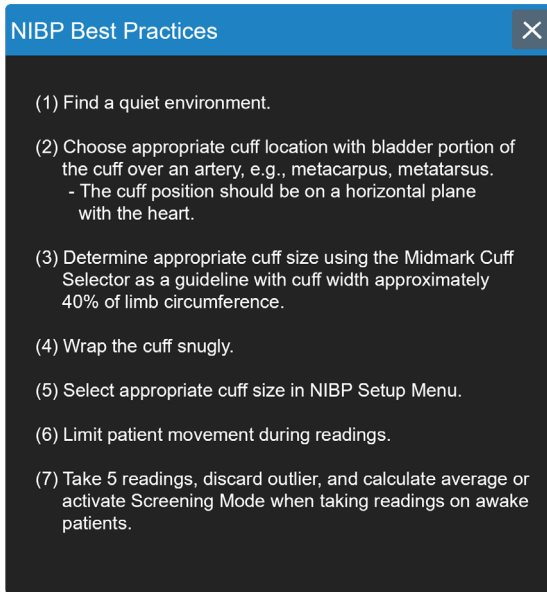 NIBP Best Practices
(1) Find a quiet environment.
(2) Choose appropriate cuff location with bladder portion of
the cuff over an artery, e.g., metacarpus, metatarsus.
- The cuff position should be on a horizontal plane
with the heart.
(3) Determine appropriate cuff size using the Midmark Cuff
Selector as a guideline with cuff width approximately
40% of limb circumference.
(4) Wrap the cuff snugly.
(5) Select appropriate cuff size in NIBP Setup Menu.
(6) Limit patient movement during readings.
(7) Take 5 readings, discard outlier, and calculate average or
activate Screening Mode when taking readings on awake
patients.